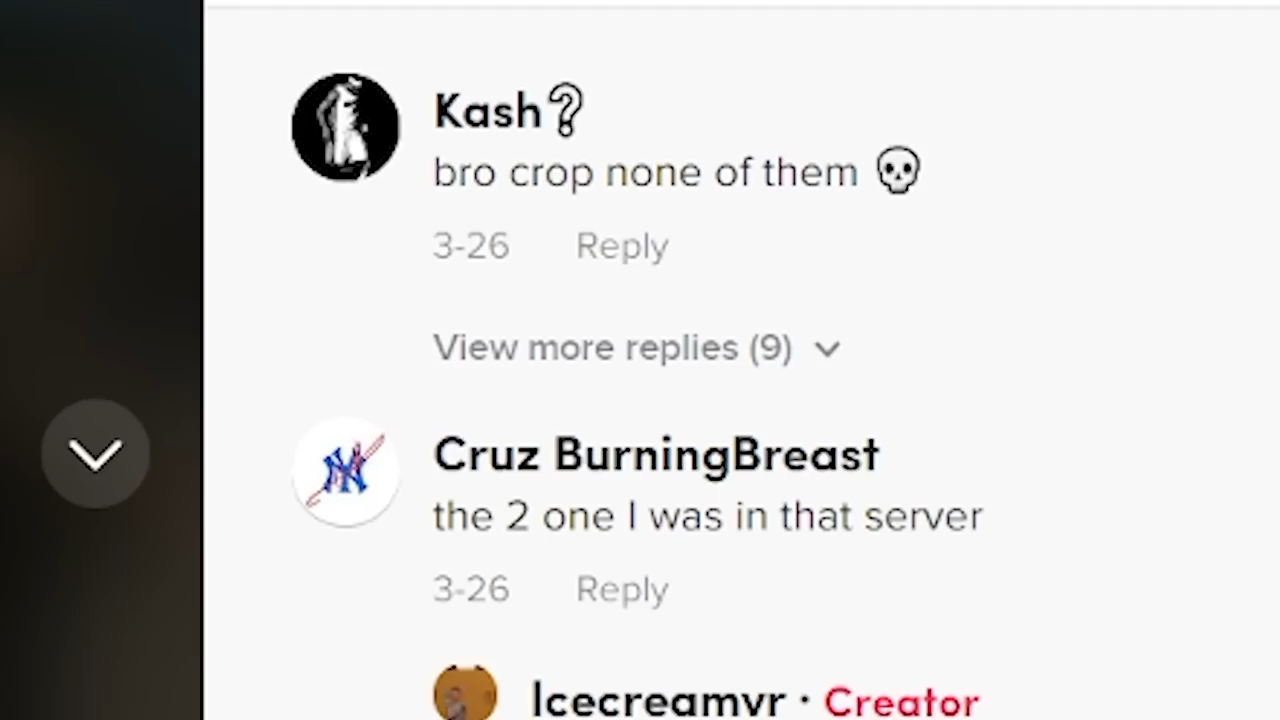 Kash❔
bro crop none of them 💀
3-26 Reply
View more replies (9)
Cruz BurningBreast
the 2 one I was in that server
3-26 Reply
Icecreamvr · Creator